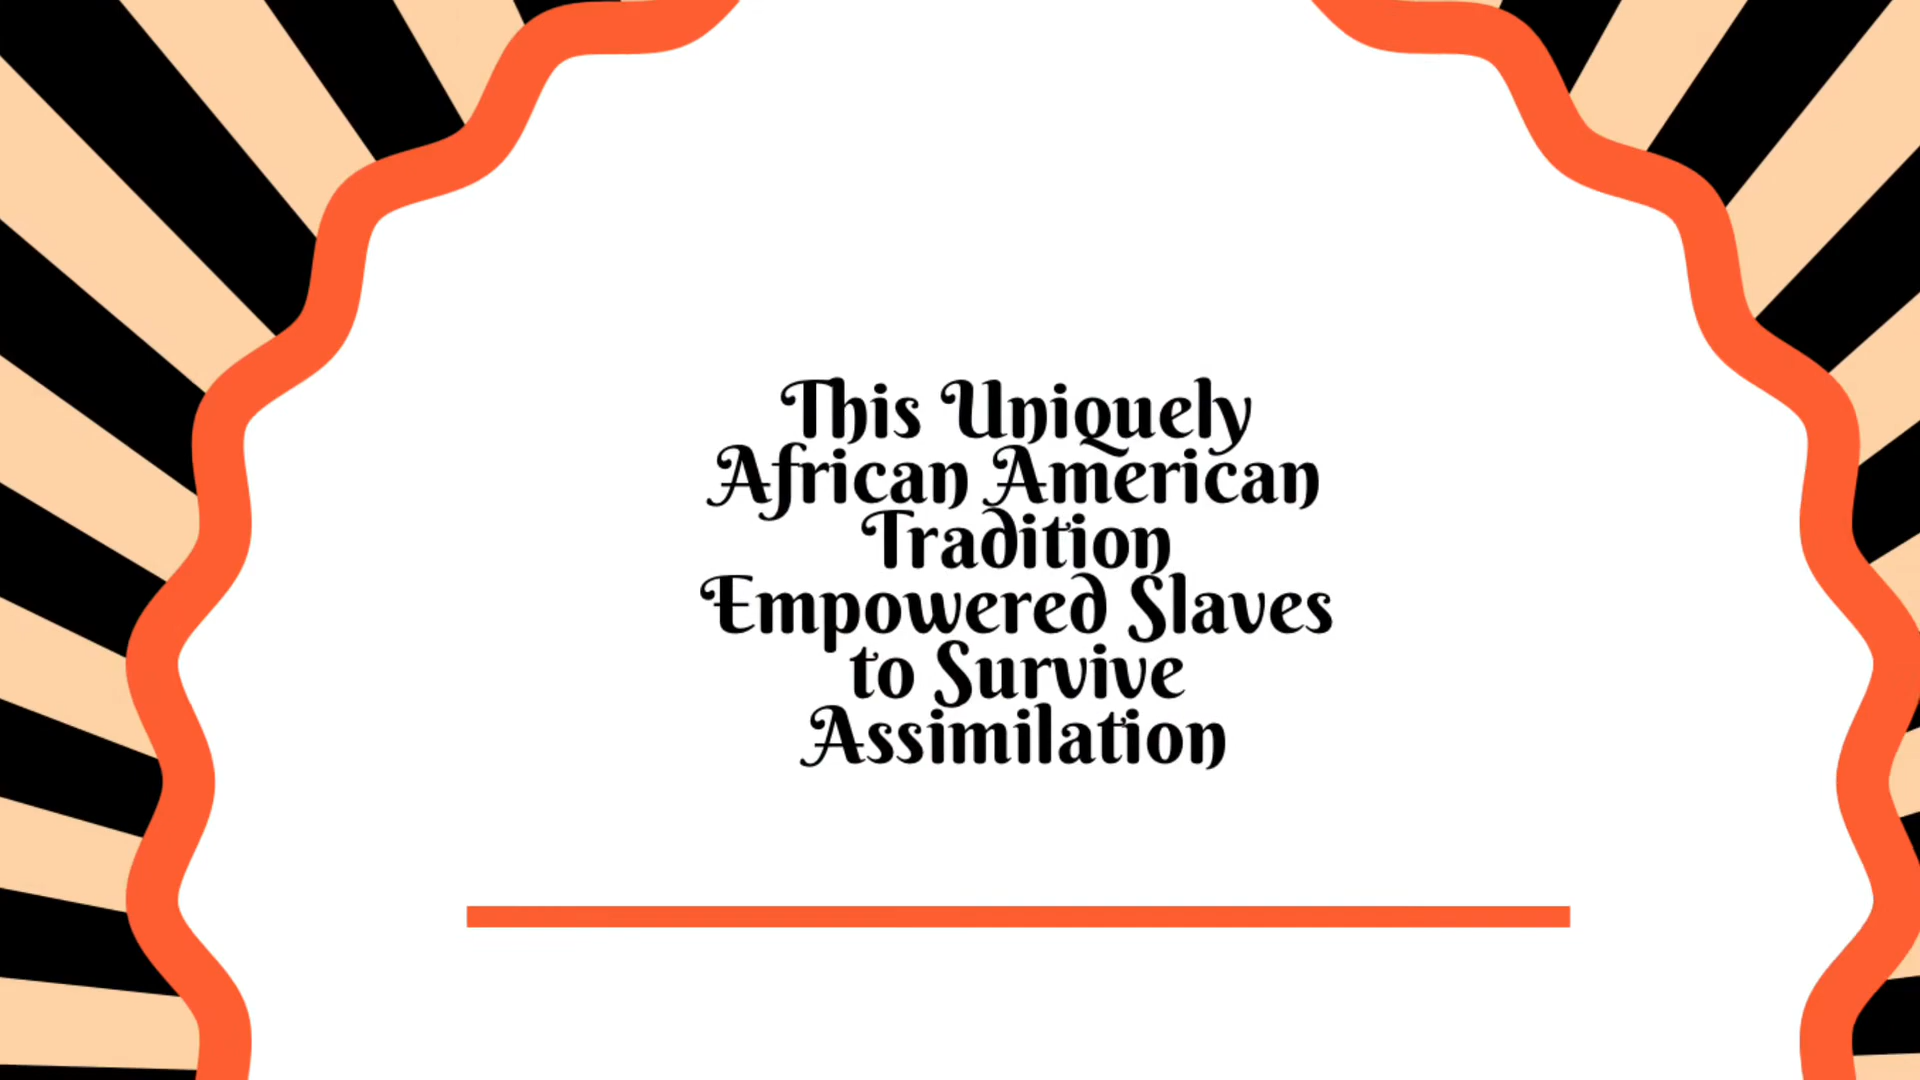 This Uniquely
African American
Tradition
Empowered Slaves
to Survive
Assimilation